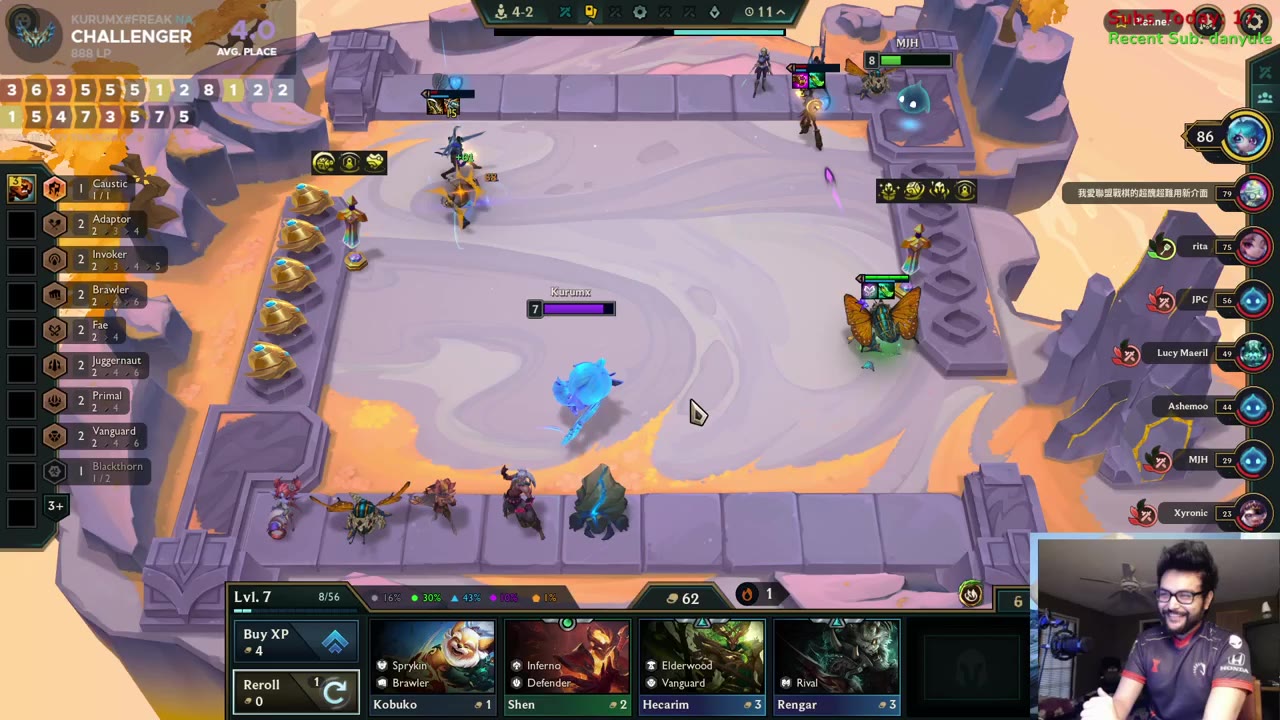 KURUMX#FREAK NA
CHALLENGER
888 LP
4.0
AVG. PLACE
3 6 3 5 5 5 1 2 8 1 2 2
1 5 4 7 3 5 7 5
4-2
11
Subs Today: 17
Recent Sub: danydle
MJH
8
86
我愛聯盟戰棋的超醜超難用新介面 79
rita 75
JPC 56
Lucy Maeril 49
Ashemoo 44
MJH 29
Xyronic 23
1 Caustic
1 / 1
2 Adaptor
2 > 3 > 4
2 Invoker
2 > 3 > 4 > 5
2 Brawler
2 > 4 > 6
2 Fae
2 > 4
2 Juggernaut
2 > 4 > 6
2 Primal
2 > 4
2 Vanguard
2 > 4 > 6
1 Blackthorn
1 / 2
3+
7 Kurumx
Lvl. 7
8/56
16% 30% 43% 10% 1%
62
1
6
Buy XP
4
Reroll 1
0
Sprykin
Brawler
Kobuko 1
Inferno
Defender
Shen 2
Elderwood
Vanguard
Hecarim 3
Rival
Rengar 3
HONDA